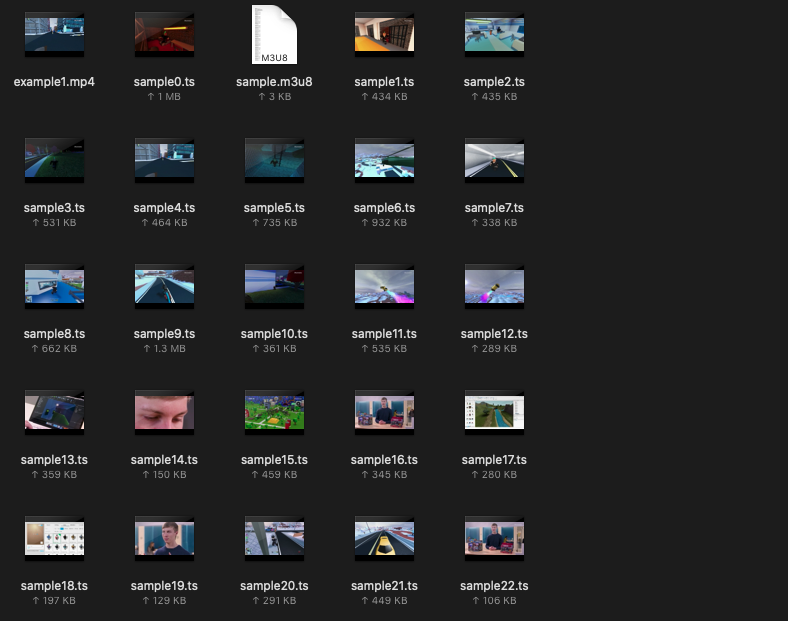 M3U8
example1.mp4 sample0.ts sample.m3u8 sample1.ts sample2.ts
↑ 1 MB ↑ 3 KB ↑ 434 KB ↑ 435 KB
sample3.ts sample4.ts sample5.ts sample6.ts sample7.ts
↑ 531 KB ↑ 464 KB ↑ 735 KB ↑ 932 KB ↑ 338 KB
sample8.ts sample9.ts sample10.ts sample11.ts sample12.ts
↑ 662 KB ↑ 1.3 MB ↑ 361 KB ↑ 535 KB ↑ 289 KB
sample13.ts sample14.ts sample15.ts sample16.ts sample17.ts
↑ 359 KB ↑ 150 KB ↑ 459 KB ↑ 345 KB ↑ 280 KB
sample18.ts sample19.ts sample20.ts sample21.ts sample22.ts
↑ 197 KB ↑ 129 KB ↑ 291 KB ↑ 449 KB ↑ 106 KB